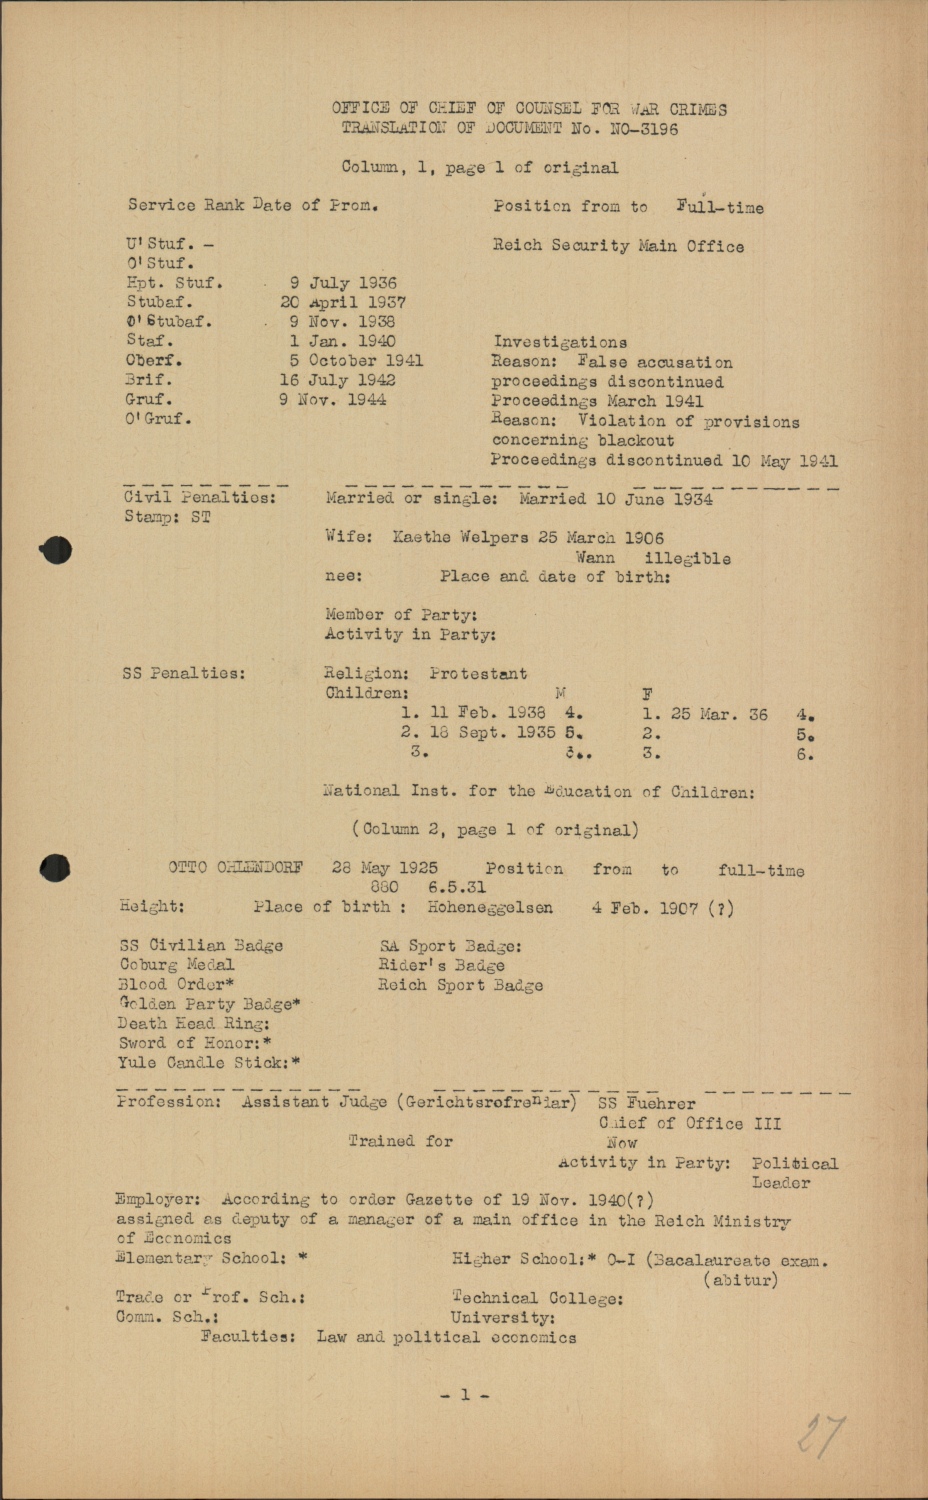 OFFICE OF CHIEF OF COUNSEL FOR WAR CRIMES
TRANSLATION OF DOCUMENT No. NO-3196
Column, 1, page 1 of original
Service Rank Date of Prom. Position from to Full-time
U'Stuf. - Reich Security Main Office
O'Stuf.
Hpt. Stuf. 9 July 1936
Stubaf. 20 April 1937
O'Stubaf. 9 Nov. 1938
Staf. 1 Jan. 1940 Investigations
Oberf. 5 October 1941 Reason: False accusation
Brif. 16 July 1942 proceedings discontinued
Gruf. 9 Nov. 1944 Proceedings March 1941
O'Gruf. Reason: Violation of provisions
concerning blackout
Proceedings discontinued 10 May 1941
Civil Penalties: Married or single: Married 10 June 1934
Stamp: ST
Wife: Kaethe Welpers 25 March 1906
Wann illegible
nee: Place and date of birth:
Member of Party:
Activity in Party:
SS Penalties: Religion: Protestant
Children: M F
1. 11 Feb. 1938 4. 1. 25 Mar. 36 4.
2. 18 Sept. 1935 5. 2. 5.
3. 3.. 3. 6.
National Inst. for the Education of Children:
(Column 2, page 1 of original)
OTTO OHLENDORF 28 May 1925 Position from to full-time
880 6.5.31
Height: Place of birth : Hoheneggelsen 4 Feb. 1907 (?)
SS Civilian Badge SA Sport Badge:
Coburg Medal Rider's Badge
Blood Order* Reich Sport Badge
Golden Party Badge*
Death Head Ring:
Sword of Honor:*
Yule Candle Stick:*
Profession: Assistant Judge (Gerichtsrofrendar) SS Fuehrer
Chief of Office III
Trained for Now
Activity in Party: Political
Leader
Employer: According to order Gazette of 19 Nov. 1940(?)
assigned as deputy of a manager of a main office in the Reich Ministry
of Economics
Elementary School: * Higher School:* O-I (Bacalaureate exam.
(abitur)
Trade or Prof. Sch.: Technical College:
Comm. Sch.: University:
Faculties: Law and political economics
- 1 -
27